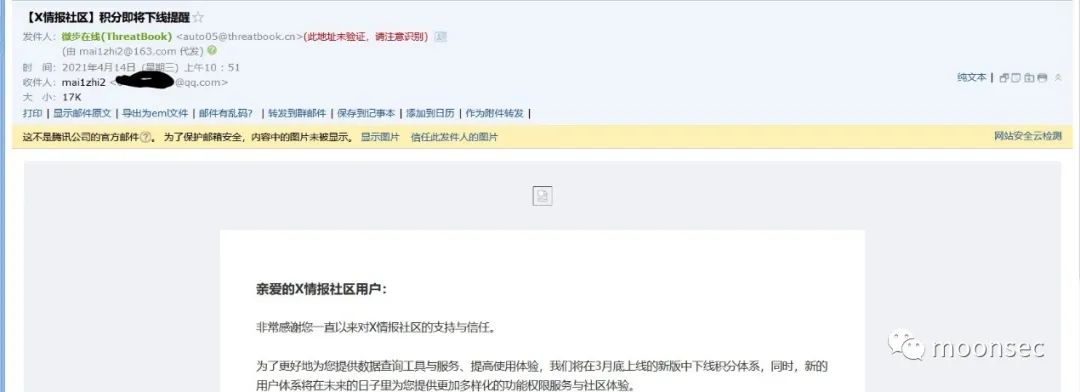 【X情报社区】积分即将下线提醒☆
发件人：微步在线(ThreatBook) <auto05@threatbook.cn>(此地址未验证，请注意识别)
(由 mai1zhi2@163.com 代发)
时 间：2021年4月14日 (星期三) 上午10：51
纯文本 |
收件人：mai1zhi2 < @qq.com>
大 小：17K
打印 | 显示邮件原文 | 导出为eml文件 | 邮件有乱码? | 转发到群邮件 | 保存到记事本 | 添加到日历 | 作为附件转发 |
这不是腾讯公司的官方邮件?。 为了保护邮箱安全，内容中的图片未被显示。 显示图片 信任此发件人的图片 网站安全云检测
亲爱的X情报社区用户：
非常感谢您一直以来对X情报社区的支持与信任。
为了更好地为您提供数据查询工具与服务、提高使用体验，我们将在3月底上线的新版中下线积分体系，同时，新的
用户体系将在未来的日子里为您提供更加多样化的功能权限服务与社区体验。
moonsec